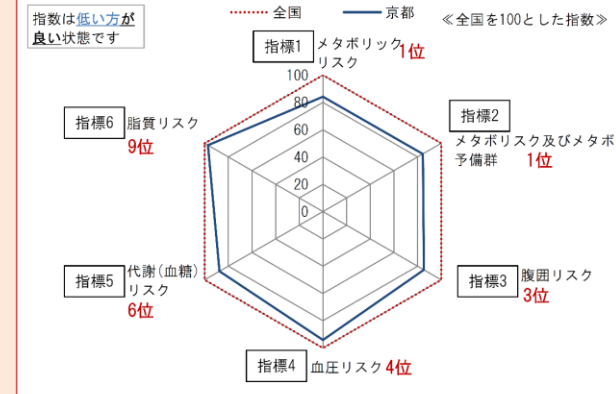 指数は低い方が
良い状態です
全国
京都
≪全国を100とした指数≫
指標1
メタボリック
リスク
1位
100
80
60
40
20
0
指標2
メタボリスク及びメタボ
予備群
1位
指標6
脂質リスク
9位
指標5
代謝(血糖)
リスク
6位
指標3
腹囲リスク
3位
指標4
血圧リスク 4位